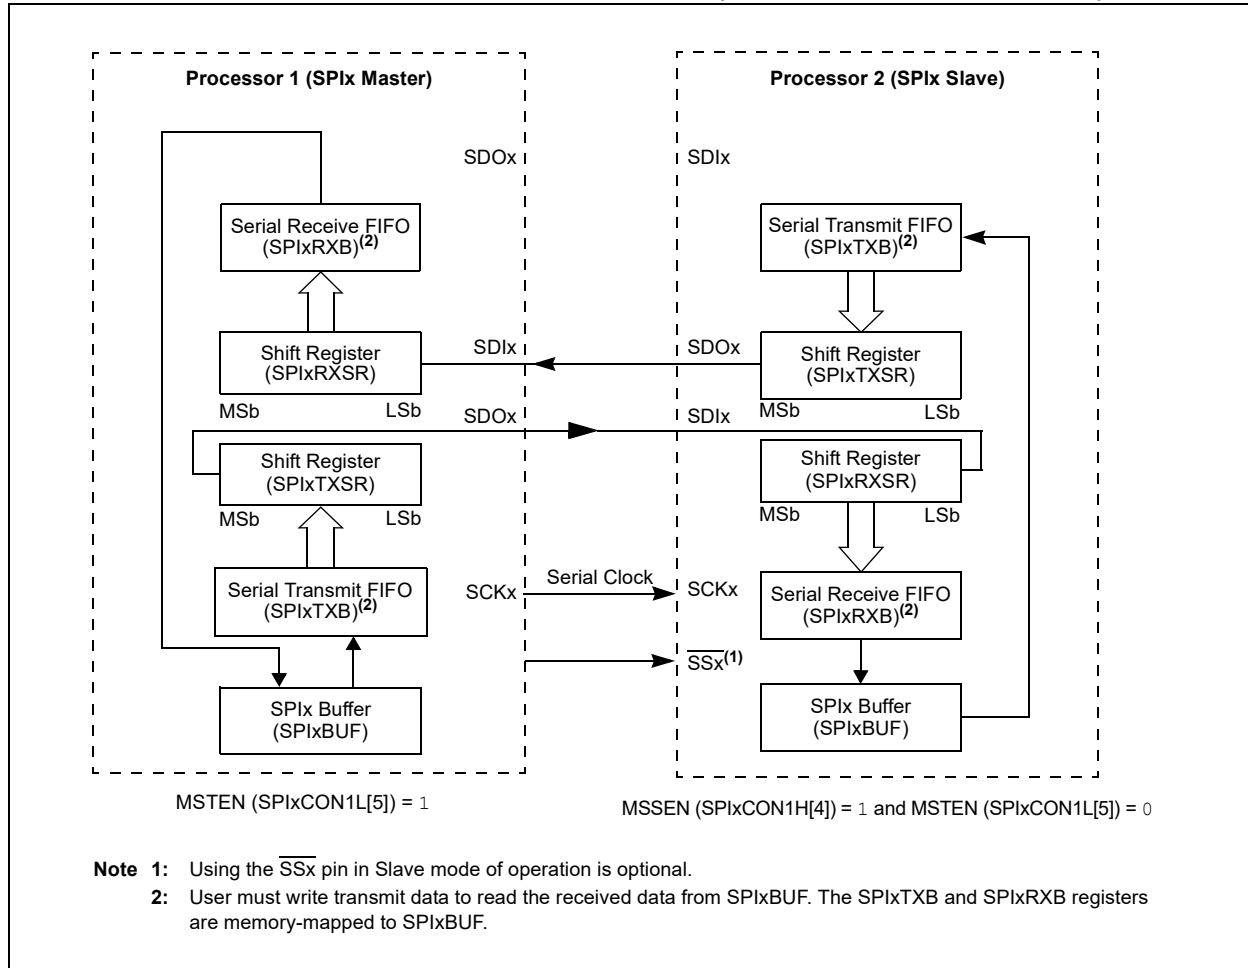 Processor 1 (SPIx Master)
Processor 2 (SPIx Slave)
SDOx
SDIx
Serial Receive FIFO
(SPIxRXB)(2)
Serial Transmit FIFO
(SPIxTXB)(2)
Shift Register
(SPIxRXSR)
SDIx
SDOx
Shift Register
(SPIxTXSR)
MSb
LSb
MSb
LSb
SDOx
SDIx
Shift Register
(SPIxTXSR)
Shift Register
(SPIxRXSR)
MSb
LSb
MSb
LSb
Serial Transmit FIFO
(SPIxTXB)(2)
SCKx
Serial Clock
SCKx
Serial Receive FIFO
(SPIxRXB)(2)
SSx(1)
SPIx Buffer
(SPIxBUF)
SPIx Buffer
(SPIxBUF)
MSTEN (SPIxCON1L[5]) = 1
MSSEN (SPIxCON1H[4]) = 1 and MSTEN (SPIxCON1L[5]) = 0
Note 1: Using the SSx pin in Slave mode of operation is optional.
2: User must write transmit data to read the received data from SPIxBUF. The SPIxTXB and SPIxRXB registers
are memory-mapped to SPIxBUF.